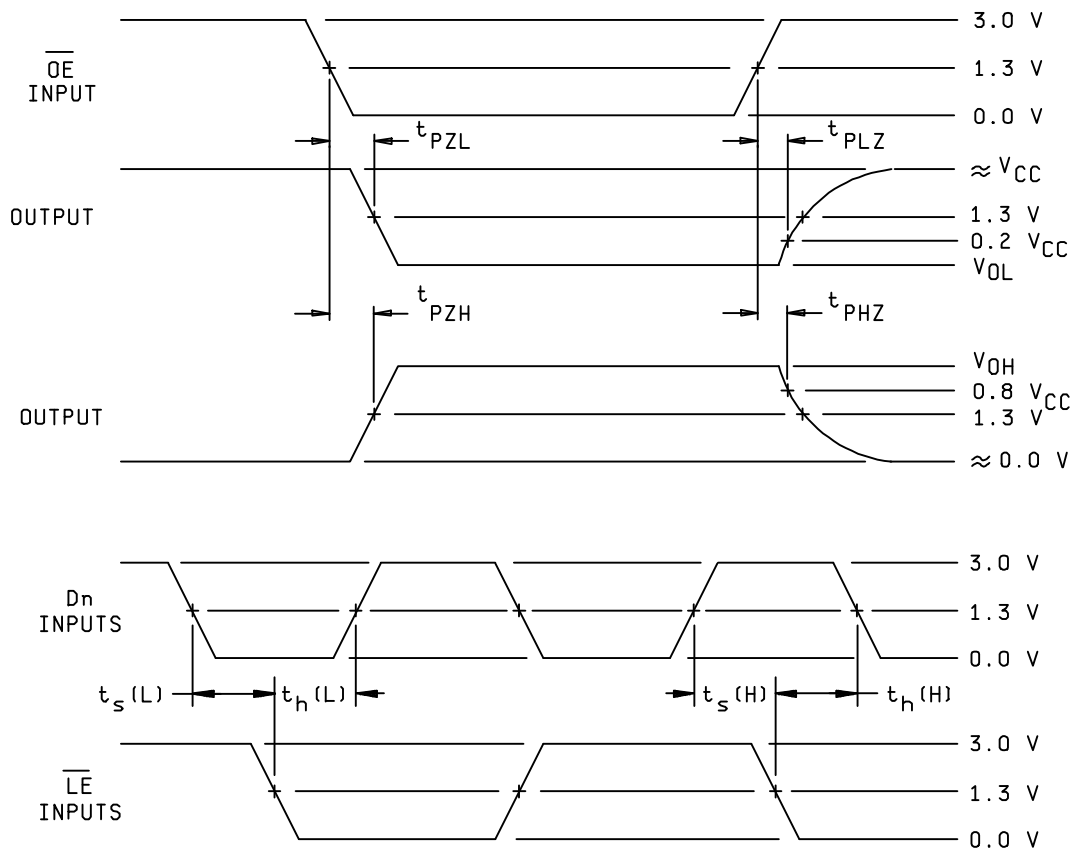 3.0 V
OE
INPUT
1.3 V
0.0 V
tPZL
tPLZ
≈ VCC
OUTPUT
1.3 V
0.2 VCC
VOL
tPZH
tPHZ
VOH
0.8 VCC
OUTPUT
1.3 V
≈ 0.0 V
3.0 V
Dn
INPUTS
1.3 V
0.0 V
ts(L)
th(L)
ts(H)
th(H)
3.0 V
LE
INPUTS
1.3 V
0.0 V